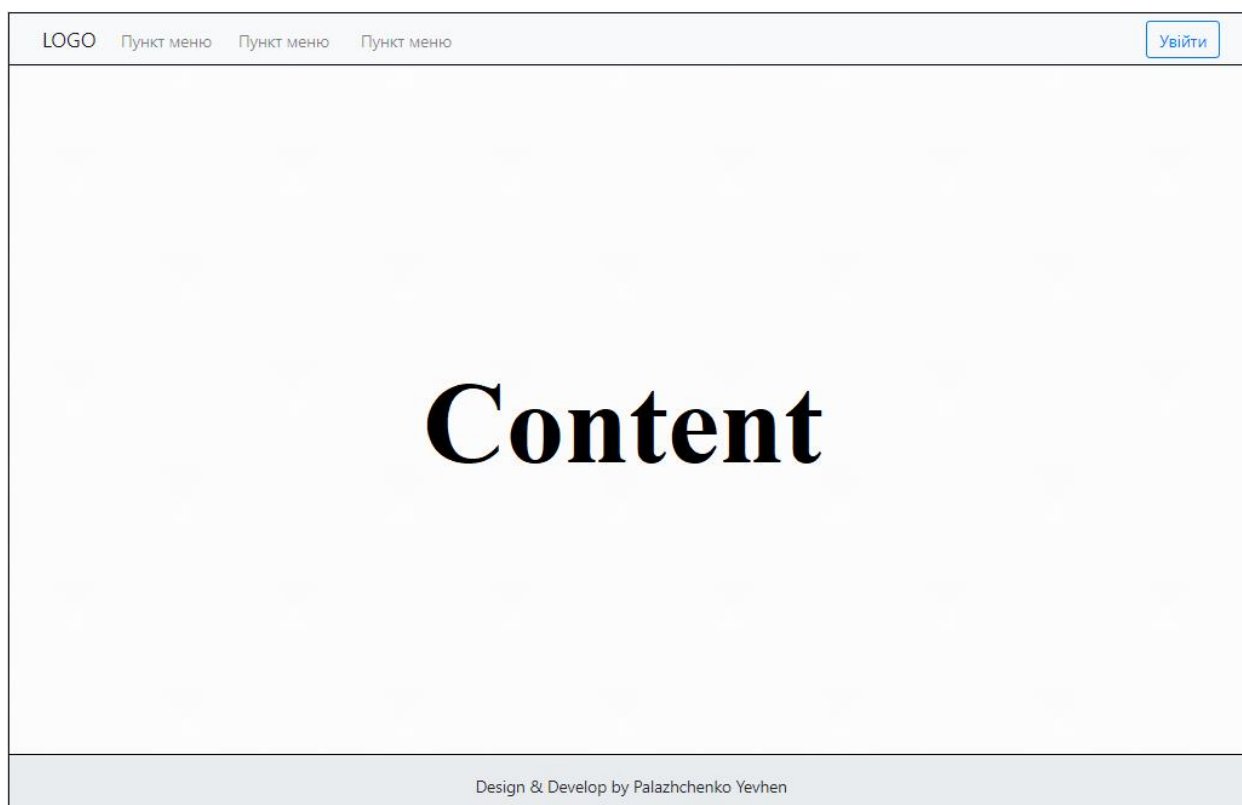 LOGO Пункт меню Пункт меню Пункт меню Увійти
Content
Design & Develop by Palazhchenko Yevhen